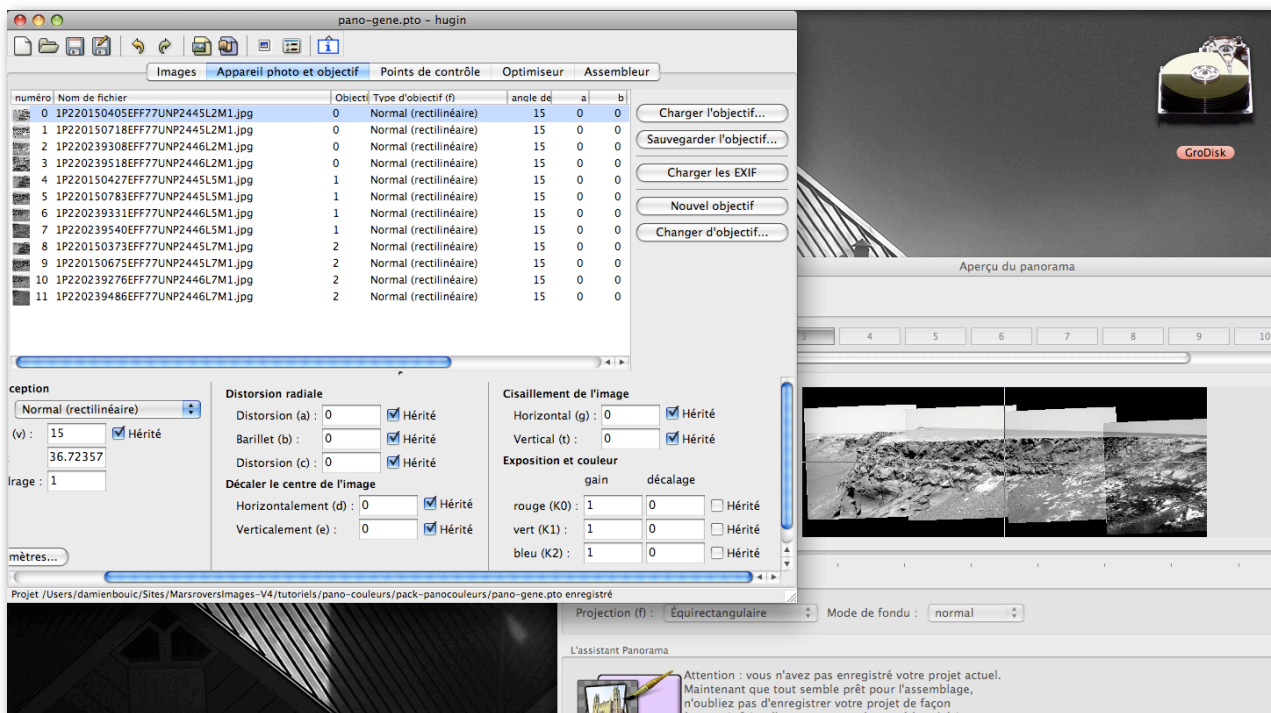 pano-gene.pto - hugin
Images Appareil photo et objectif Points de contrôle Optimiseur Assembleur
numéro Nom de fichier Objecti Type d'objectif (f) angle de a b
0 1P220150405EFF77UNP2445L2M1.jpg 0 Normal (rectilinéaire) 15 0 0
1 1P220150718EFF77UNP2445L2M1.jpg 0 Normal (rectilinéaire) 15 0 0
2 1P220239308EFF77UNP2446L2M1.jpg 0 Normal (rectilinéaire) 15 0 0
3 1P220239518EFF77UNP2446L2M1.jpg 0 Normal (rectilinéaire) 15 0 0
4 1P220150427EFF77UNP2445L5M1.jpg 1 Normal (rectilinéaire) 15 0 0
5 1P220150783EFF77UNP2445L5M1.jpg 1 Normal (rectilinéaire) 15 0 0
6 1P220239331EFF77UNP2446L5M1.jpg 1 Normal (rectilinéaire) 15 0 0
7 1P220239540EFF77UNP2446L5M1.jpg 1 Normal (rectilinéaire) 15 0 0
8 1P220150373EFF77UNP2445L7M1.jpg 2 Normal (rectilinéaire) 15 0 0
9 1P220150675EFF77UNP2445L7M1.jpg 2 Normal (rectilinéaire) 15 0 0
10 1P220239276EFF77UNP2446L7M1.jpg 2 Normal (rectilinéaire) 15 0 0
11 1P220239486EFF77UNP2446L7M1.jpg 2 Normal (rectilinéaire) 15 0 0
Charger l'objectif...
Sauvegarder l'objectif...
Charger les EXIF
Nouvel objectif
Changer d'objectif...
ception
Normal (rectilinéaire)
(v) : 15 Hérité
: 36.72357
lrage : 1
mètres...
Distorsion radiale
Distorsion (a) : 0 Hérité
Barillet (b) : 0 Hérité
Distorsion (c) : 0 Hérité
Décaler le centre de l'image
Horizontalement (d) : 0 Hérité
Verticalement (e) : 0 Hérité
Cisaillement de l'image
Horizontal (g) : 0 Hérité
Vertical (t) : 0 Hérité
Exposition et couleur
gain décalage
rouge (K0) : 1 0 Hérité
vert (K1) : 1 0 Hérité
bleu (K2) : 1 0 Hérité
Projet /Users/damienbouic/Sites/MarsroversImages-V4/tutoriels/pano-couleurs/pack-panocouleurs/pano-gene.pto enregistré
GroDisk
Aperçu du panorama
3 4 5 6 7 8 9 10
Projection (f) : Équirectangulaire Mode de fondu : normal
L'assistant Panorama
Attention : vous n'avez pas enregistré votre projet actuel.
Maintenant que tout semble prêt pour l'assemblage,
n'oubliez pas d'enregistrer votre projet de façon